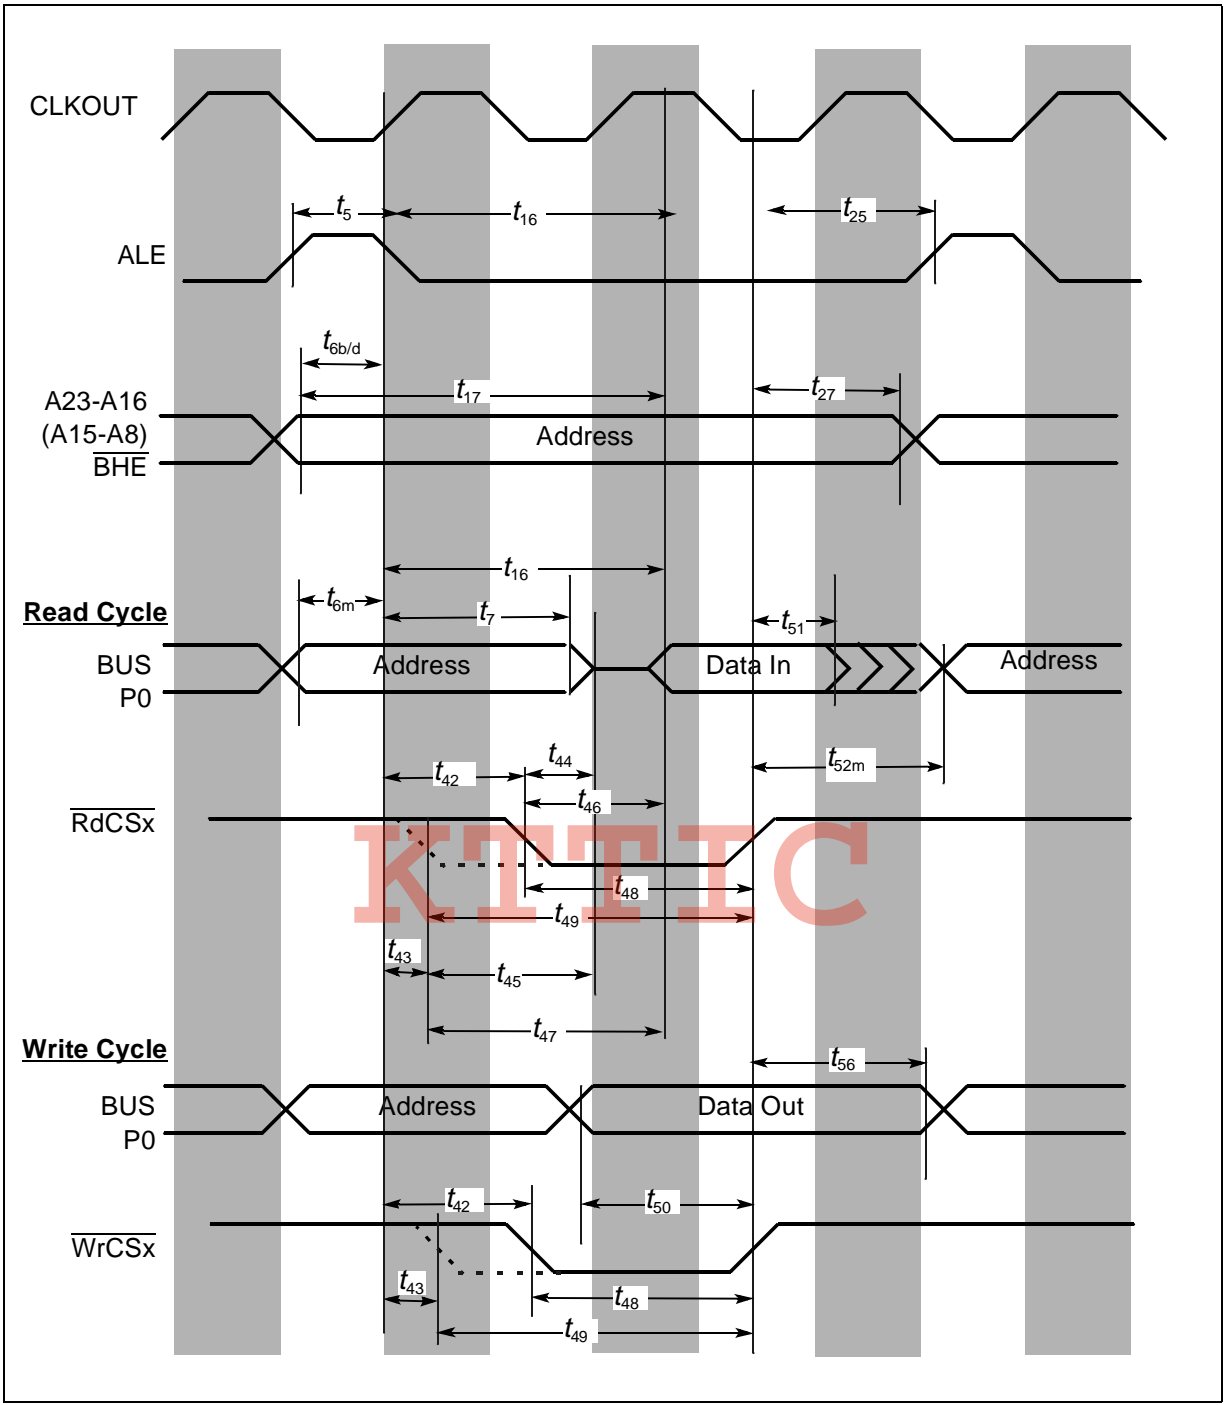 CLKOUT
t5
t16
t25
ALE
t6b/d
t17
t27
A23-A16
(A15-A8)
BHE
Address
t16
t6m
t7
t51
Read Cycle
BUS
P0
Address
Data In
Address
t42
t44
t52m
t46
RdCSx
KTTIC
t48
t49
t43
t45
t47
Write Cycle
t56
BUS
P0
Address
Data Out
t42
t50
WrCSx
t43
t48
t49